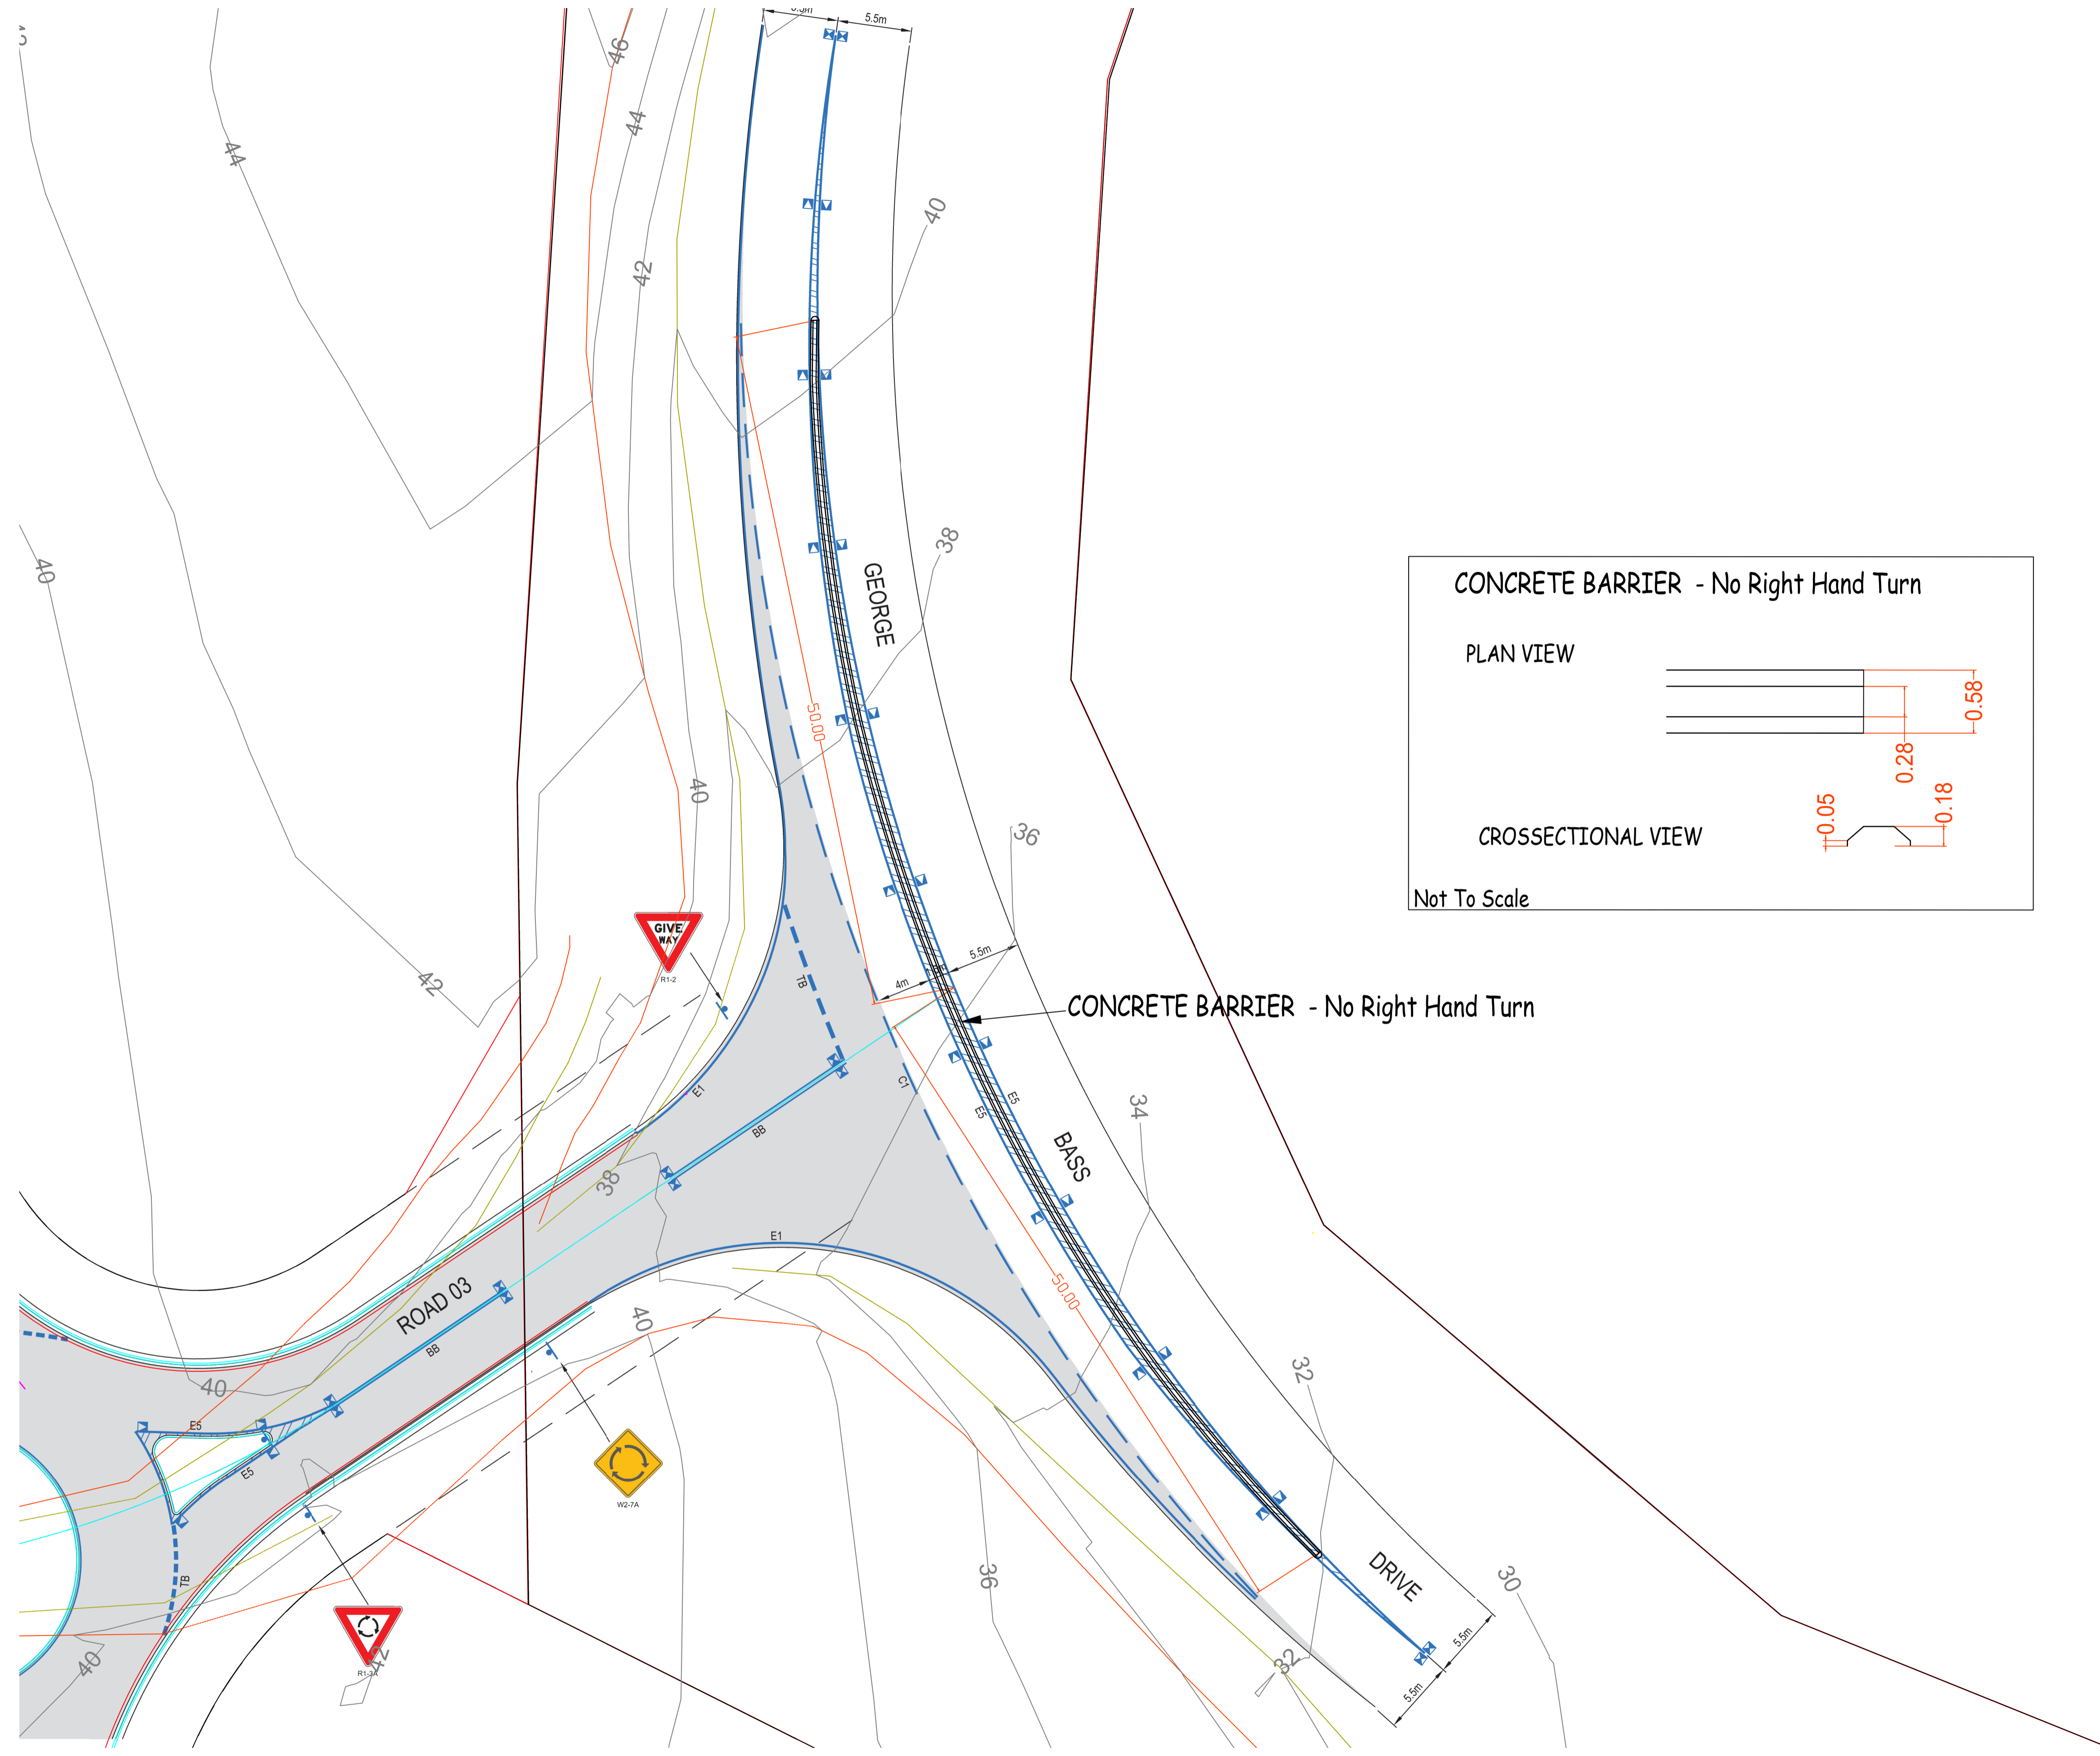 5.5m
46
44
44
42
40
40
38
GEORGE
CONCRETE BARRIER - No Right Hand Turn
PLAN VIEW
0.58
0.28
0.05
0.18
CROSSECTIONAL VIEW
Not To Scale
50.00
40
36
GIVE
WAY
R1-2
42
TB
4m
5.5m
CONCRETE BARRIER - No Right Hand Turn
E1
C1
E5
E5
34
BB
BASS
38
E1
ROAD 03
BB
40
50.00
40
32
E5
E5
W2-7A
TB
36
DRIVE
30
R1-3A
42
40
32
5.5m
5.5m